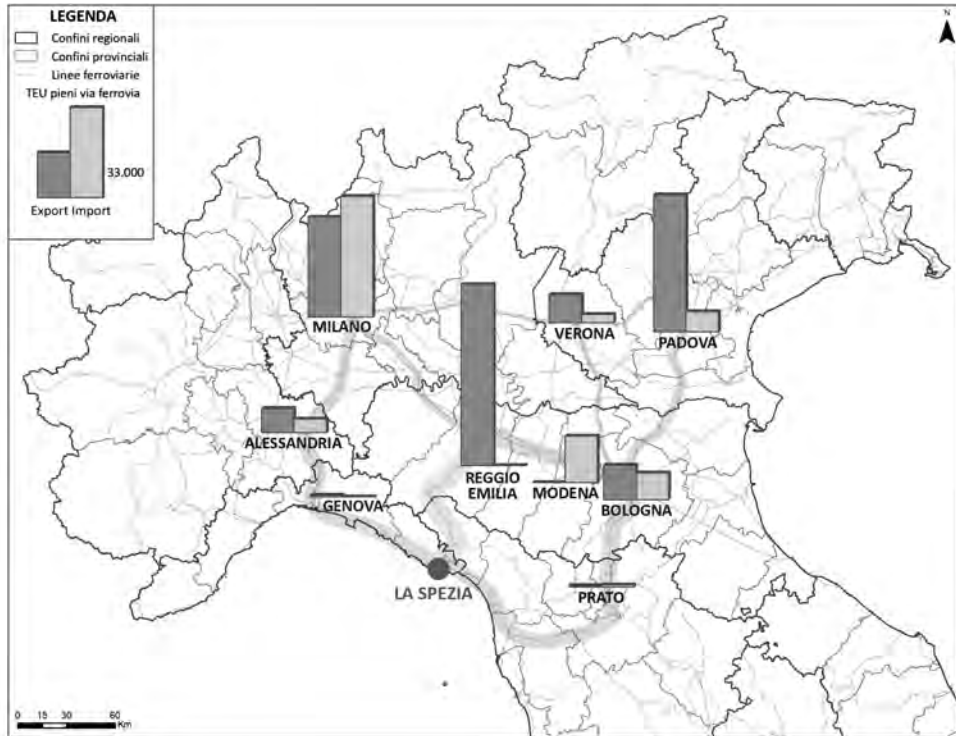 LEGENDA
Confini regionali
Confini provinciali
Linee ferroviarie
TEU pieni via ferrovia
33.000
Export Import
N
MILANO
VERONA
PADOVA
ALESSANDRIA
REGGIO
EMILIA
MODENA
BOLOGNA
GENOVA
LA SPEZIA
PRATO
0 15 30 60
Km